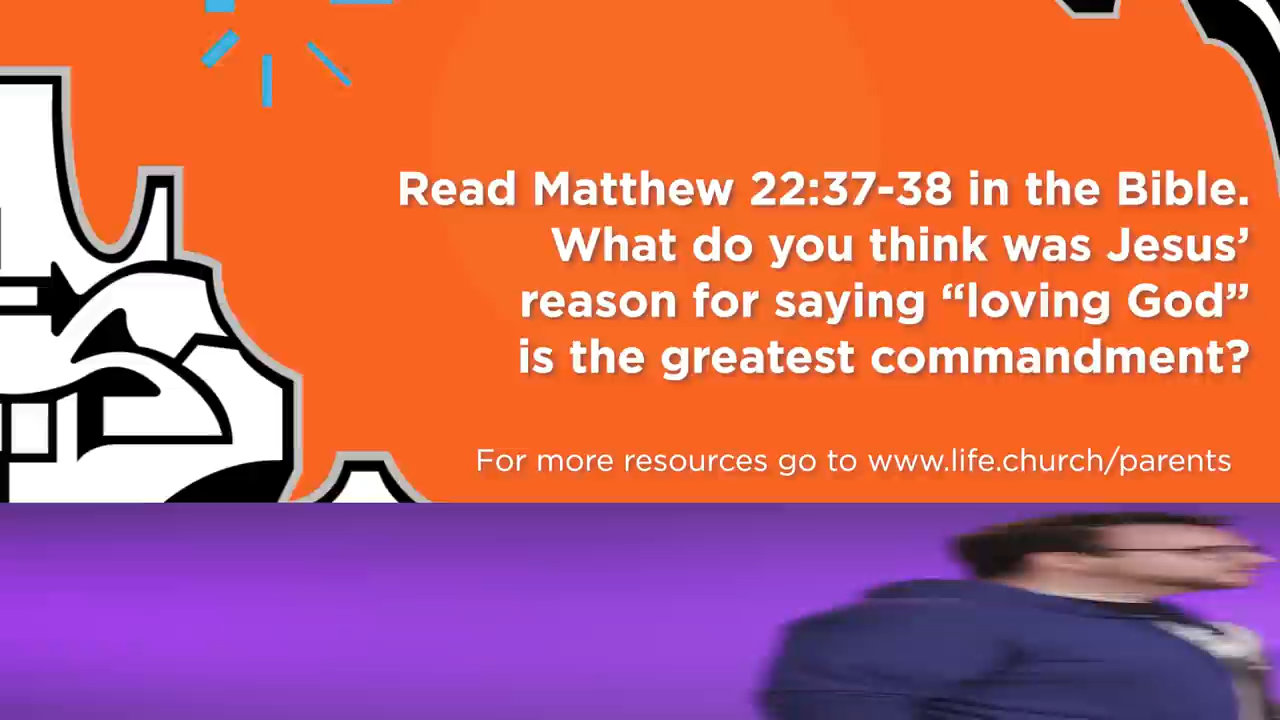 Read Matthew 22:37-38 in the Bible.
What do you think was Jesus’
reason for saying “loving God”
is the greatest commandment?
For more resources go to www.life.church/parents